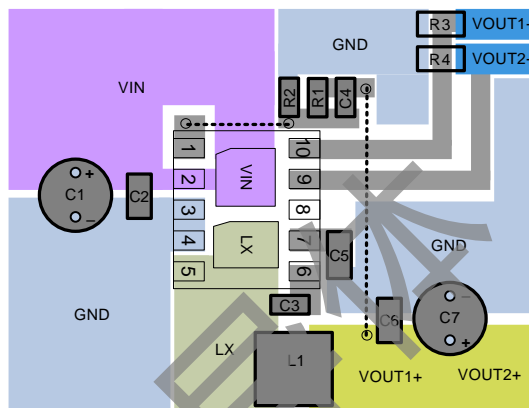 R3 VOUT1-
GND
R4 VOUT2+
VIN
R2 R1 C4
1 10
2 VIN 9
C1 + - C2
3 8
4 LX 7
GND
5 6
C5
C3
GND
C6 C7 - +
LX L1
VOUT1+ VOUT2+